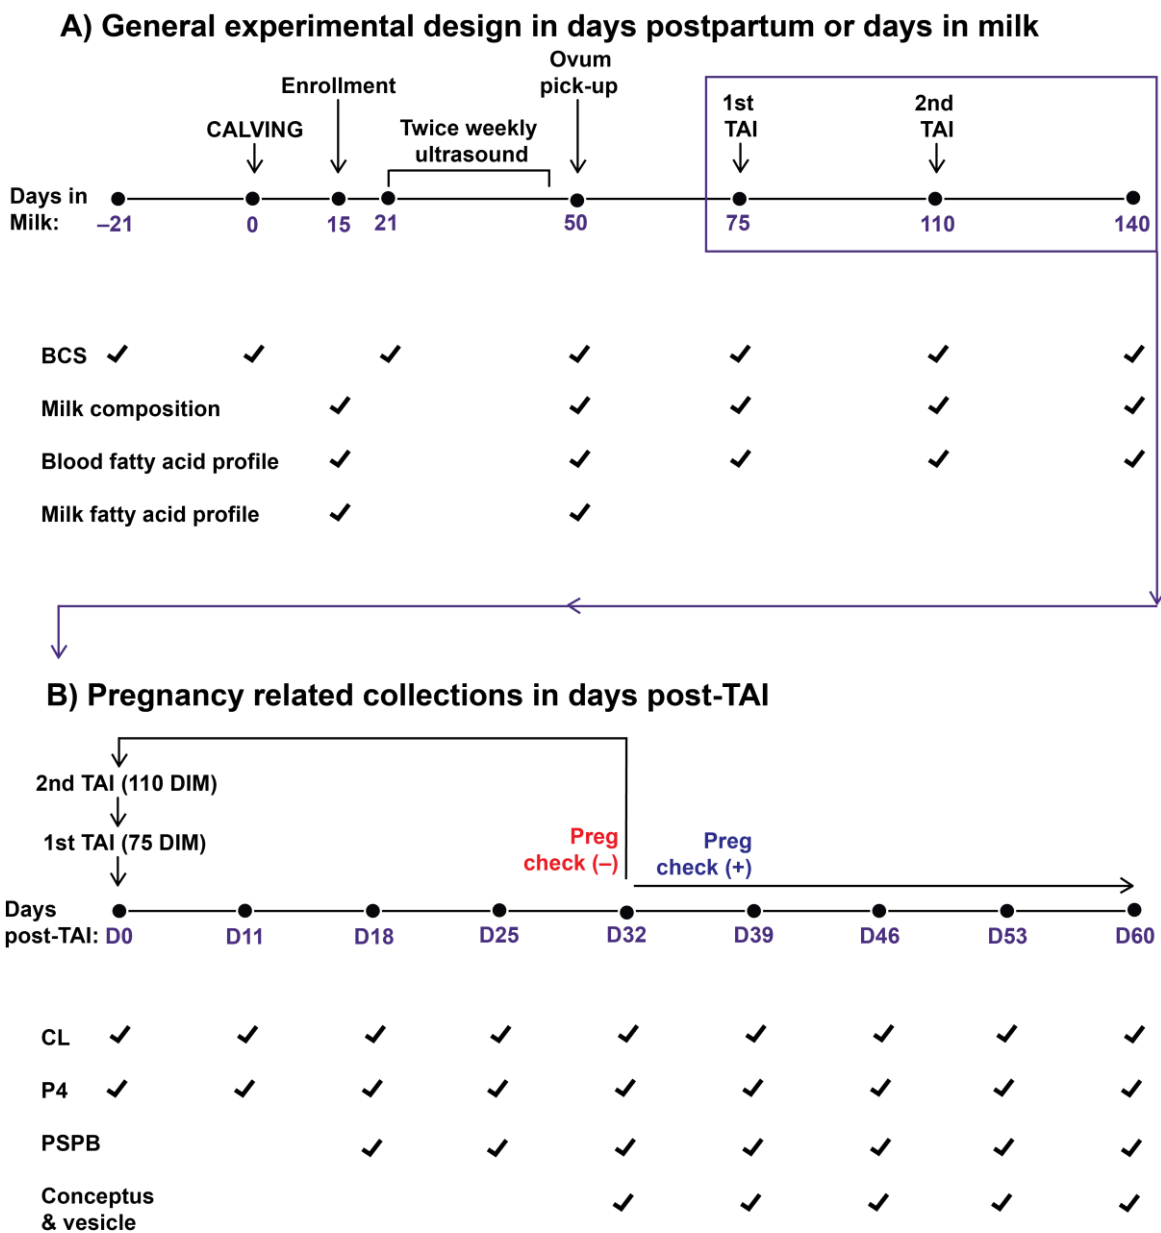 A) General experimental design in days postpartum or days in milk
Ovum
pick-up
Enrollment
CALVING
Twice weekly
ultrasound
1st
TAI
2nd
TAI
Days in
Milk:
–21 0 15 21 50 75 110 140
BCS
Milk composition
Blood fatty acid profile
Milk fatty acid profile
B) Pregnancy related collections in days post-TAI
2nd TAI (110 DIM)
1st TAI (75 DIM)
Preg
check (–)
Preg
check (+)
Days
post-TAI: D0 D11 D18 D25 D32 D39 D46 D53 D60
CL
P4
PSPB
Conceptus
& vesicle